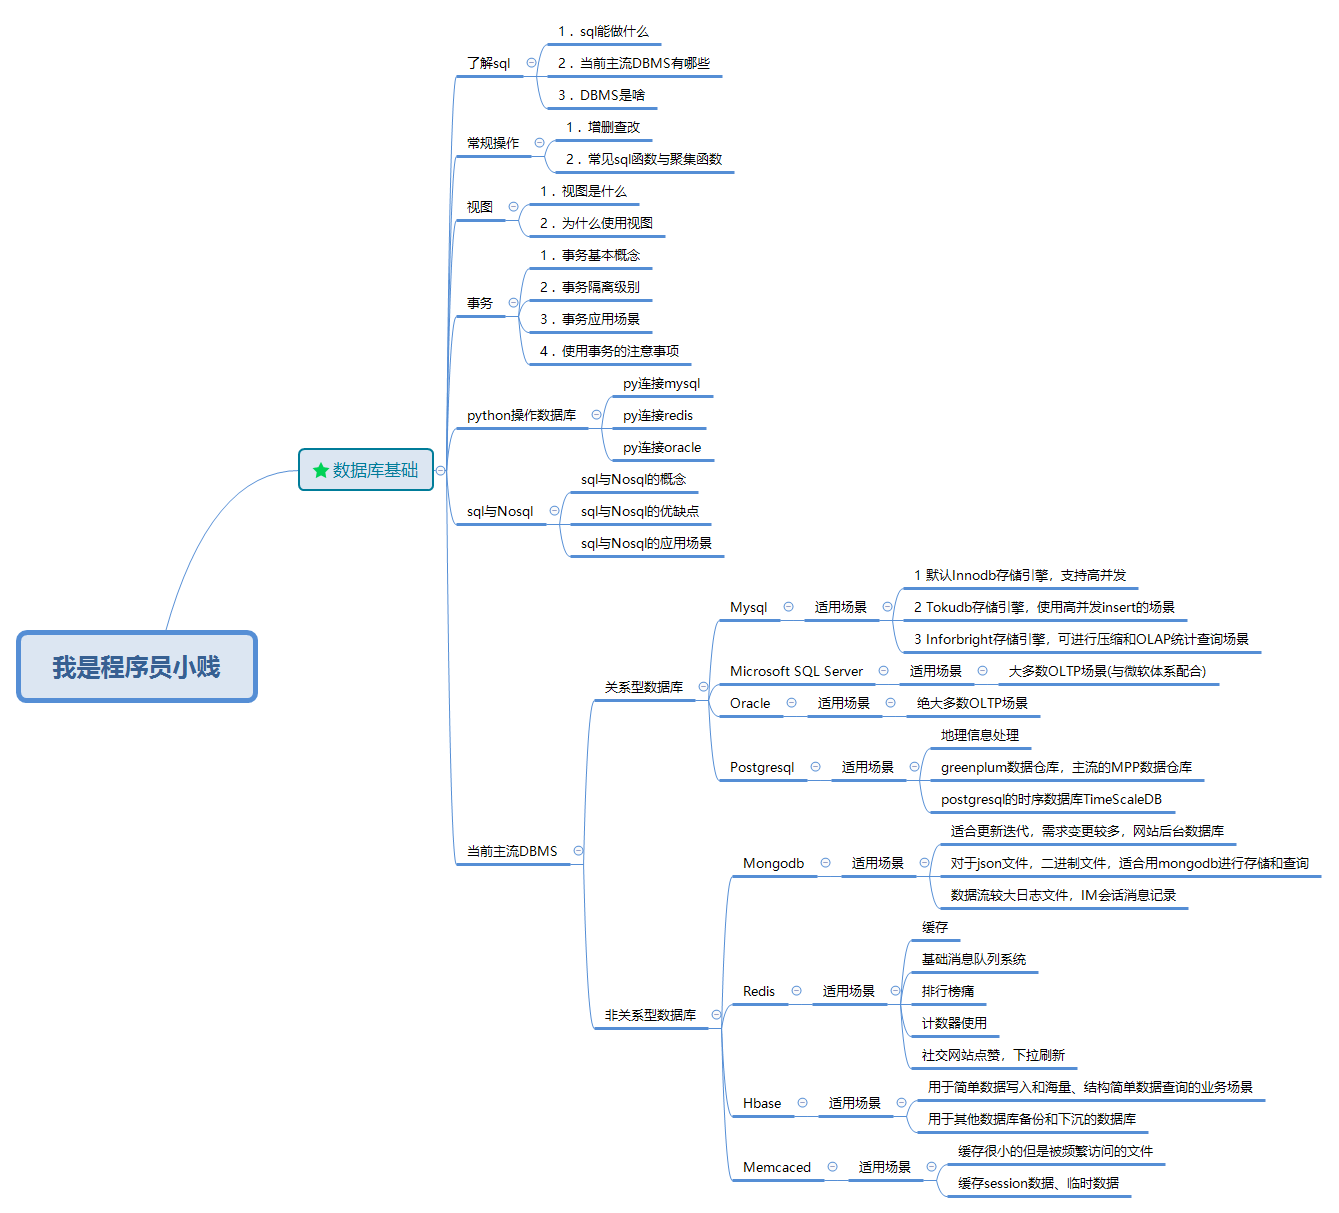 我是程序员小贱
数据库基础
了解sql
1．sql能做什么
2．当前主流DBMS有哪些
3．DBMS是啥
常规操作
1．增删查改
2．常见sql函数与聚集函数
视图
1．视图是什么
2．为什么使用视图
事务
1．事务基本概念
2．事务隔离级别
3．事务应用场景
4．使用事务的注意事项
python操作数据库
py连接mysql
py连接redis
py连接oracle
sql与Nosql
sql与Nosql的概念
sql与Nosql的优缺点
sql与Nosql的应用场景
当前主流DBMS
关系型数据库
Mysql
适用场景
1 默认Innodb存储引擎，支持高并发
2 Tokudb存储引擎，使用高并发insert的场景
3 Inforbright存储引擎，可进行压缩和OLAP统计查询场景
Microsoft SQL Server
适用场景
大多数OLTP场景(与微软体系配合)
Oracle
适用场景
绝大多数OLTP场景
Postgresql
适用场景
地理信息处理
greenplum数据仓库，主流的MPP数据仓库
postgresql的时序数据库TimeScaleDB
非关系型数据库
Mongodb
适用场景
适合更新迭代，需求变更较多，网站后台数据库
对于json文件，二进制文件，适合用mongodb进行存储和查询
数据流较大日志文件，IM会话消息记录
Redis
适用场景
缓存
基础消息队列系统
排行榜痛
计数器使用
社交网站点赞，下拉刷新
Hbase
适用场景
用于简单数据写入和海量、结构简单数据查询的业务场景
用于其他数据库备份和下沉的数据库
Memcaced
适用场景
缓存很小的但是被频繁访问的文件
缓存session数据、临时数据